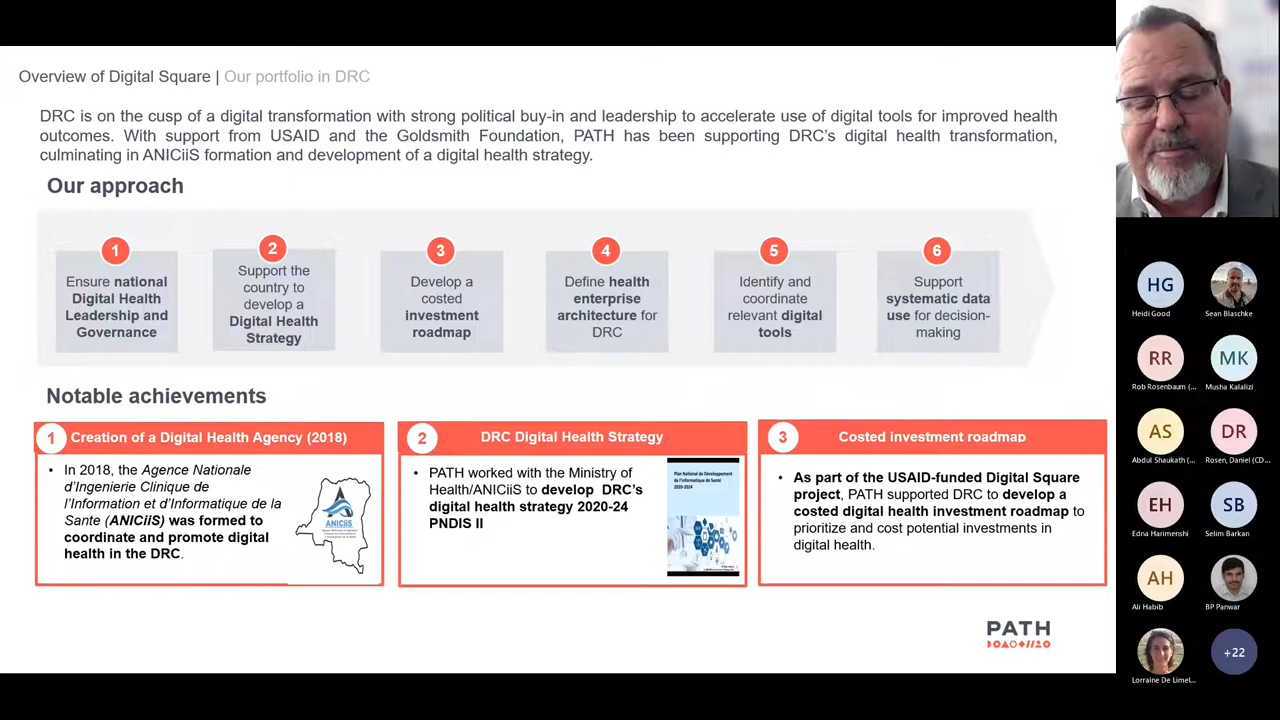 Overview of Digital Square | Our portfolio in DRC
DRC is on the cusp of a digital transformation with strong political buy-in and leadership to accelerate use of digital tools for improved health
outcomes. With support from USAID and the Goldsmith Foundation, PATH has been supporting DRC's digital health transformation,
culminating in ANICiiS formation and development of a digital health strategy.
Our approach
1
Ensure national
Digital Health
Leadership and
Governance
2
Support the
country to
develop a
Digital Health
Strategy
3
Develop a
costed
investment
roadmap
4
Define health
enterprise
architecture for
DRC
5
Identify and
coordinate
relevant digital
tools
6
Support
systematic data
use for decision-
making
Notable achievements
1 Creation of a Digital Health Agency (2018)
• In 2018, the Agence Nationale
d'Ingenierie Clinique de
l'Information et d'Informatique de la
Sante (ANICiiS) was formed to
coordinate and promote digital
health in the DRC.
ANICiiS
2 DRC Digital Health Strategy
• PATH worked with the Ministry of
Health/ANICiiS to develop DRC's
digital health strategy 2020-24
PNDIS II
Plan National de Développement
de l'Informatique de Santé
2020-2024
3 Costed investment roadmap
• As part of the USAID-funded Digital Square
project, PATH supported DRC to develop a
costed digital health investment roadmap to
prioritize and cost potential investments in
digital health.
PATH
HG
Heidi Good
Sean Blaschke
RR
Rob Rosenbaum (...
MK
Musha Kalalizi
AS
Abdul Shaukath (...
DR
Rosen, Daniel (CD...
EH
Edna Harimenshi
SB
Selim Barkan
AH
Ali Habib
BP Panwar
Lorraine De Limel...
+22